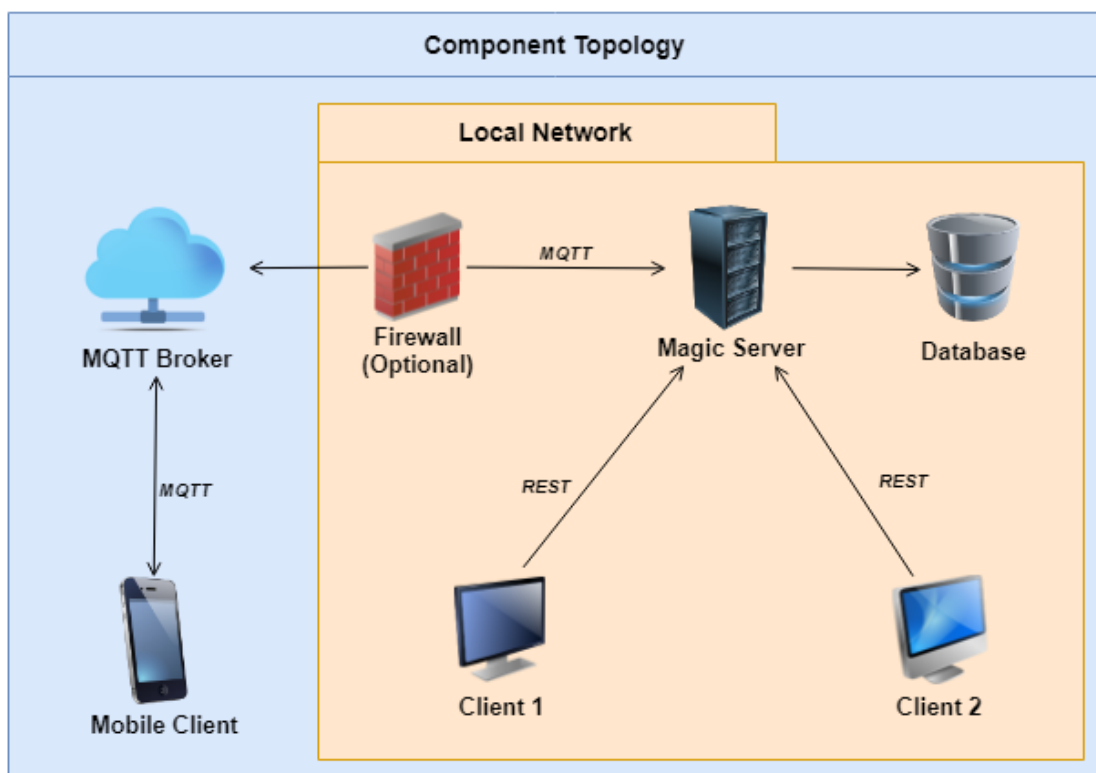 Component Topology
Local Network
MQTT
MQTT Broker
Firewall
(Optional)
Magic Server
Database
MQTT
REST
REST
Mobile Client
Client 1
Client 2